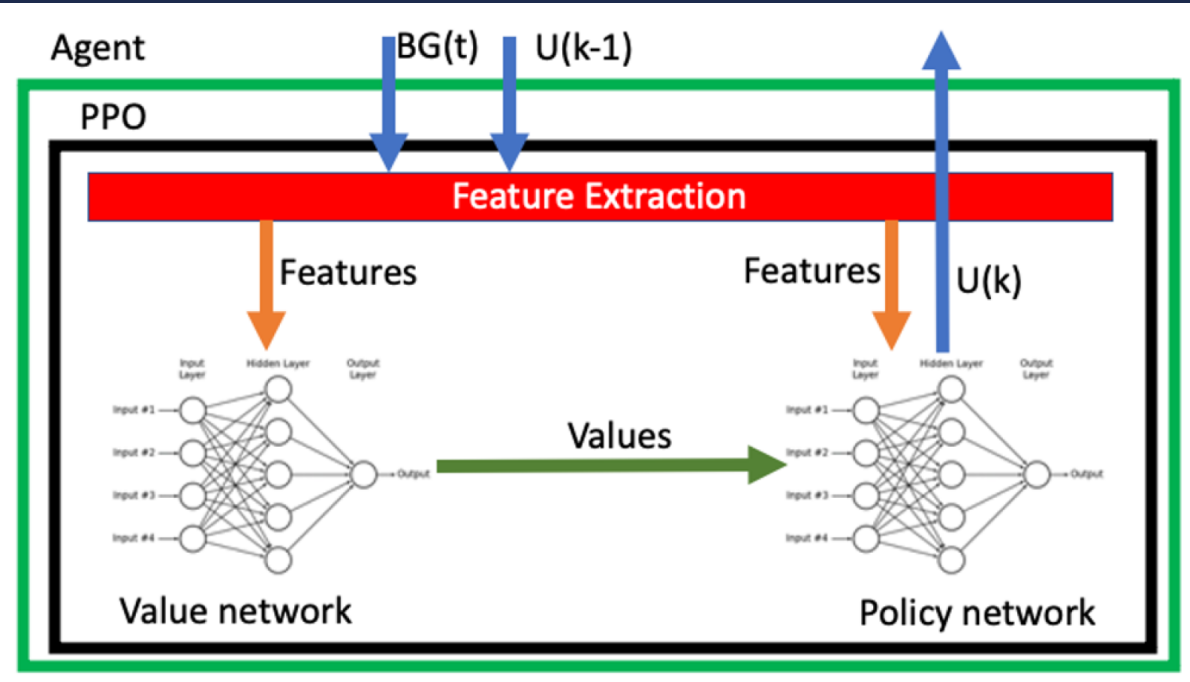 Agent
BG(t)
U(k-1)
PPO
Feature Extraction
Features
Features
U(k)
Input
Layer
Hidden Layer
Output
Layer
Input #1
Input #2
Input #3
Input #4
Output
Values
Input
Layer
Hidden Layer
Output
Layer
Input #1
Input #2
Input #3
Input #4
Output
Value network
Policy network